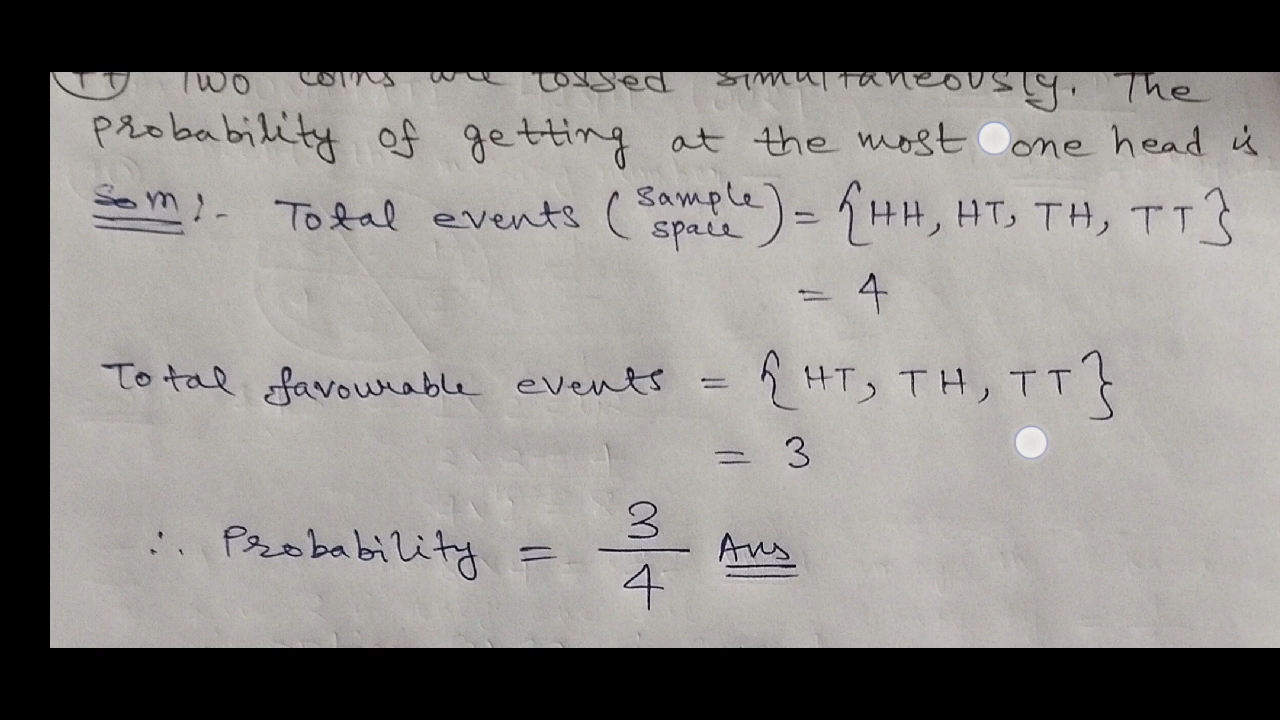 Two coins are tossed simultaneously. The
probability of getting at the most one head is
Soln :- Total events (sample space) = {HH, HT, TH, TT}
= 4
Total favourable events = {HT, TH, TT}
= 3
∴ Probability = 3/4 Ans